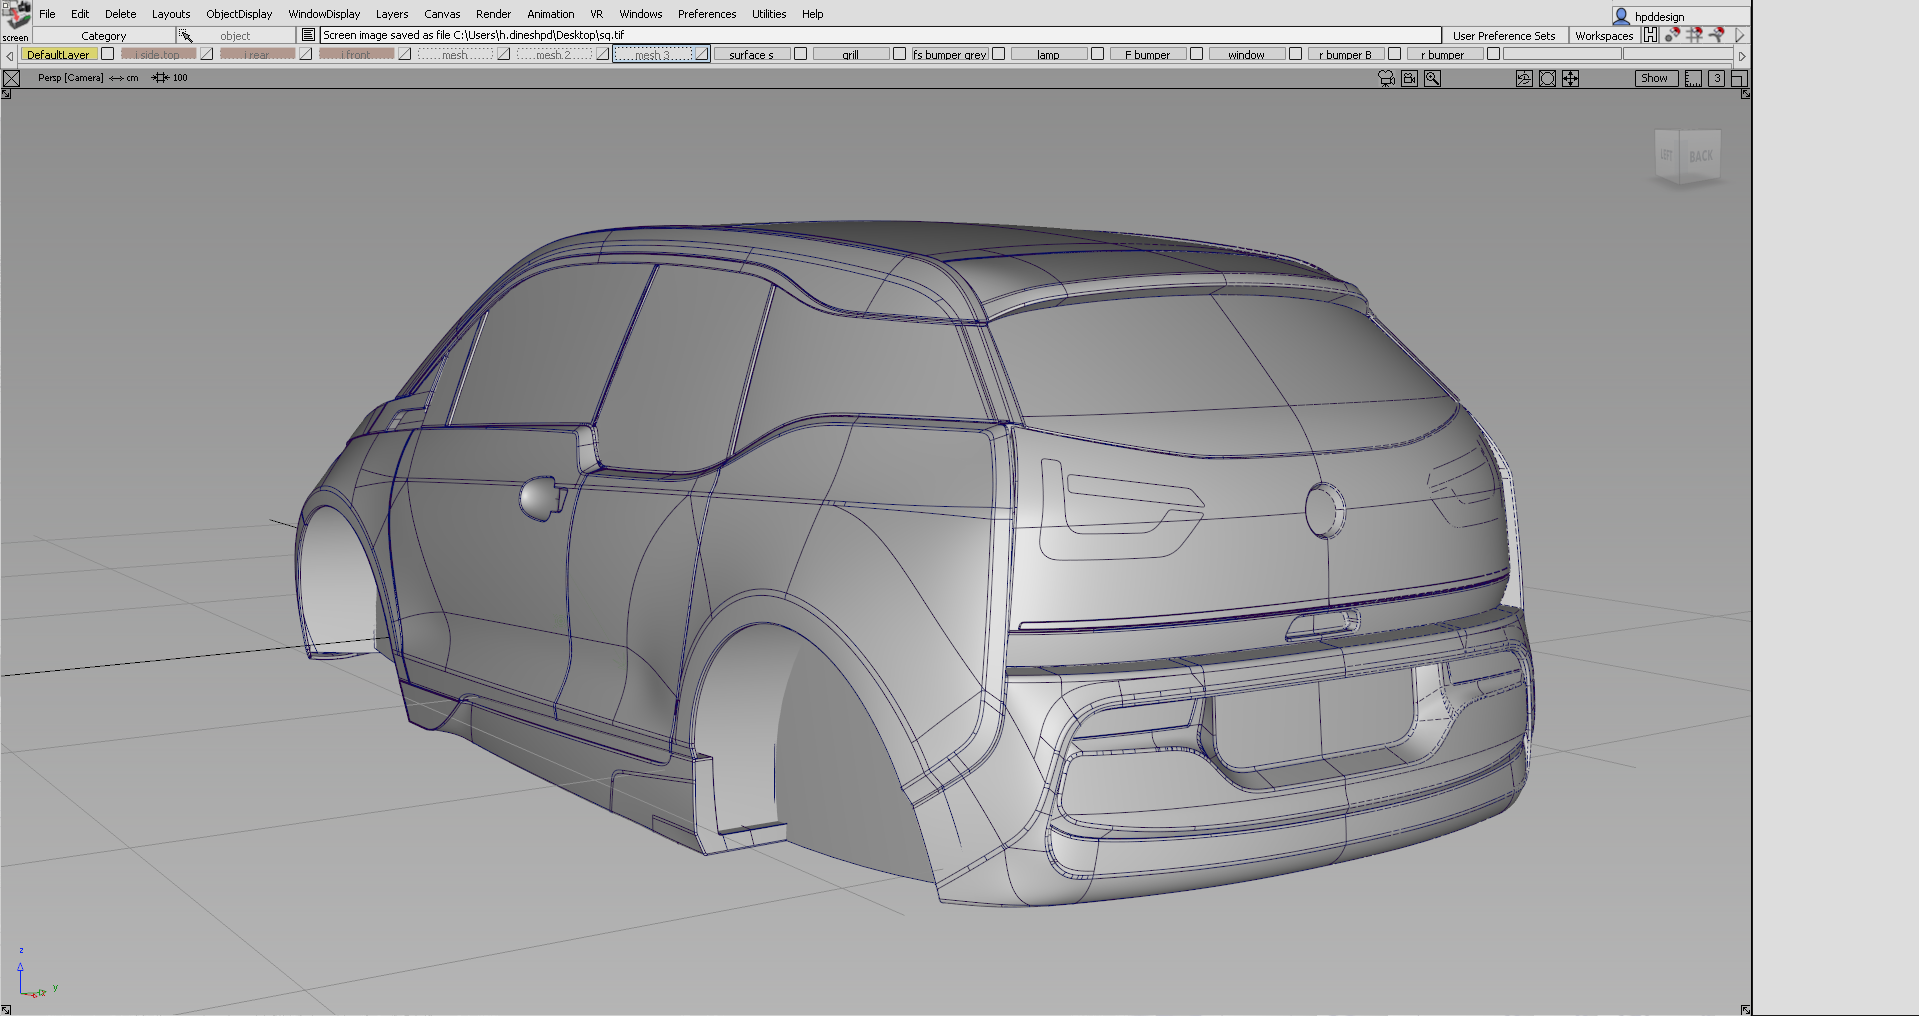 File Edit Delete Layouts ObjectDisplay WindowDisplay Layers Canvas Render Animation VR Windows Preferences Utilities Help
hpddesign
screen Category object Screen image saved as file C:\Users\h.dineshpd\Desktop\sq.tif User Preference Sets Workspaces
DefaultLayer i side.top i rear i front mesh mesh 2 mesh 3 surface s grill fs bumper grey lamp F bumper window r bumper B r bumper
Persp [Camera] cm 100 Show 3
LEFT BACK
z
y